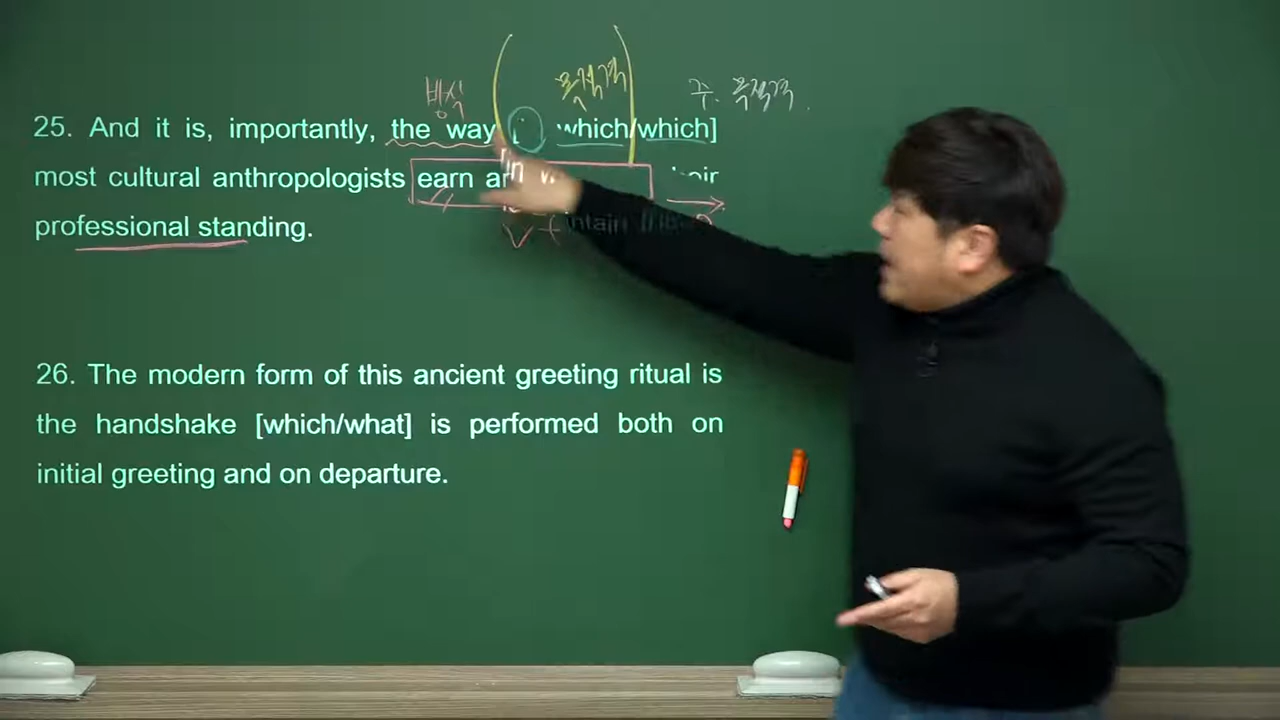 방식 목적격 주. 목적격.
25. And it is, importantly, the way [ which/which]
most cultural anthropologists earn
professional standing.
V +
26. The modern form of this ancient greeting ritual is
the handshake [which/what] is performed both on
initial greeting and on departure.